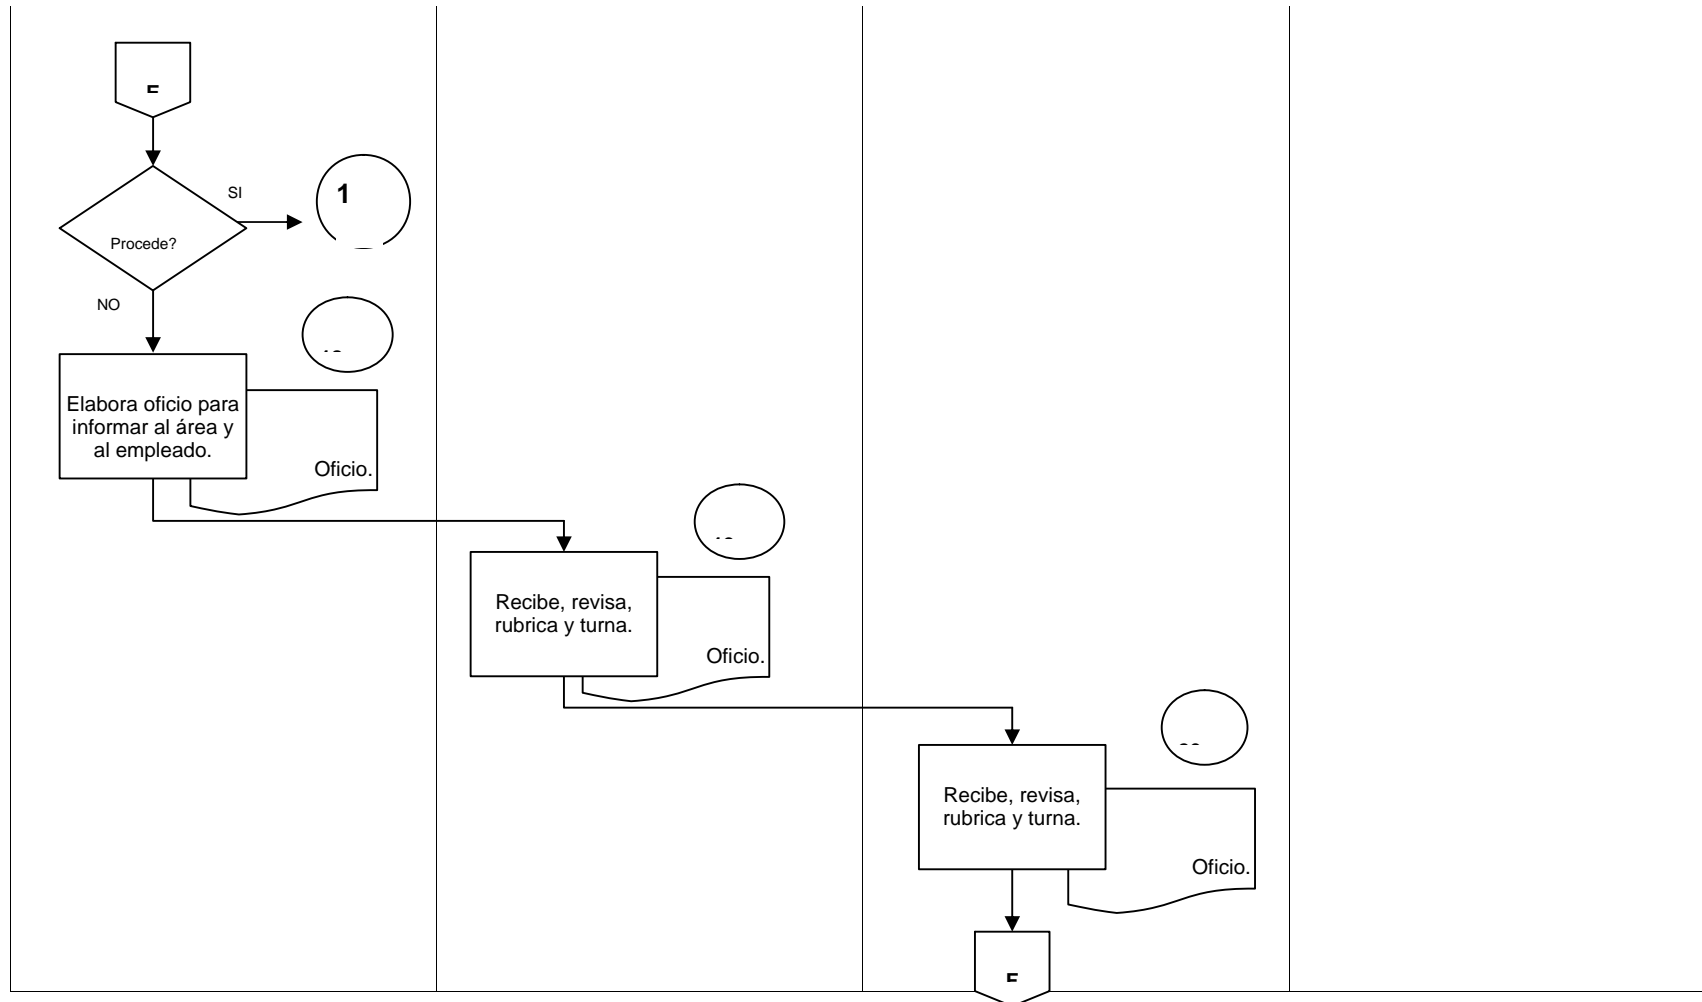 SI
1
Procede?
NO
Elabora oficio para
informar al área y
al empleado.
Oficio.
Recibe, revisa,
rubrica y turna.
Oficio.
Recibe, revisa,
rubrica y turna.
Oficio.